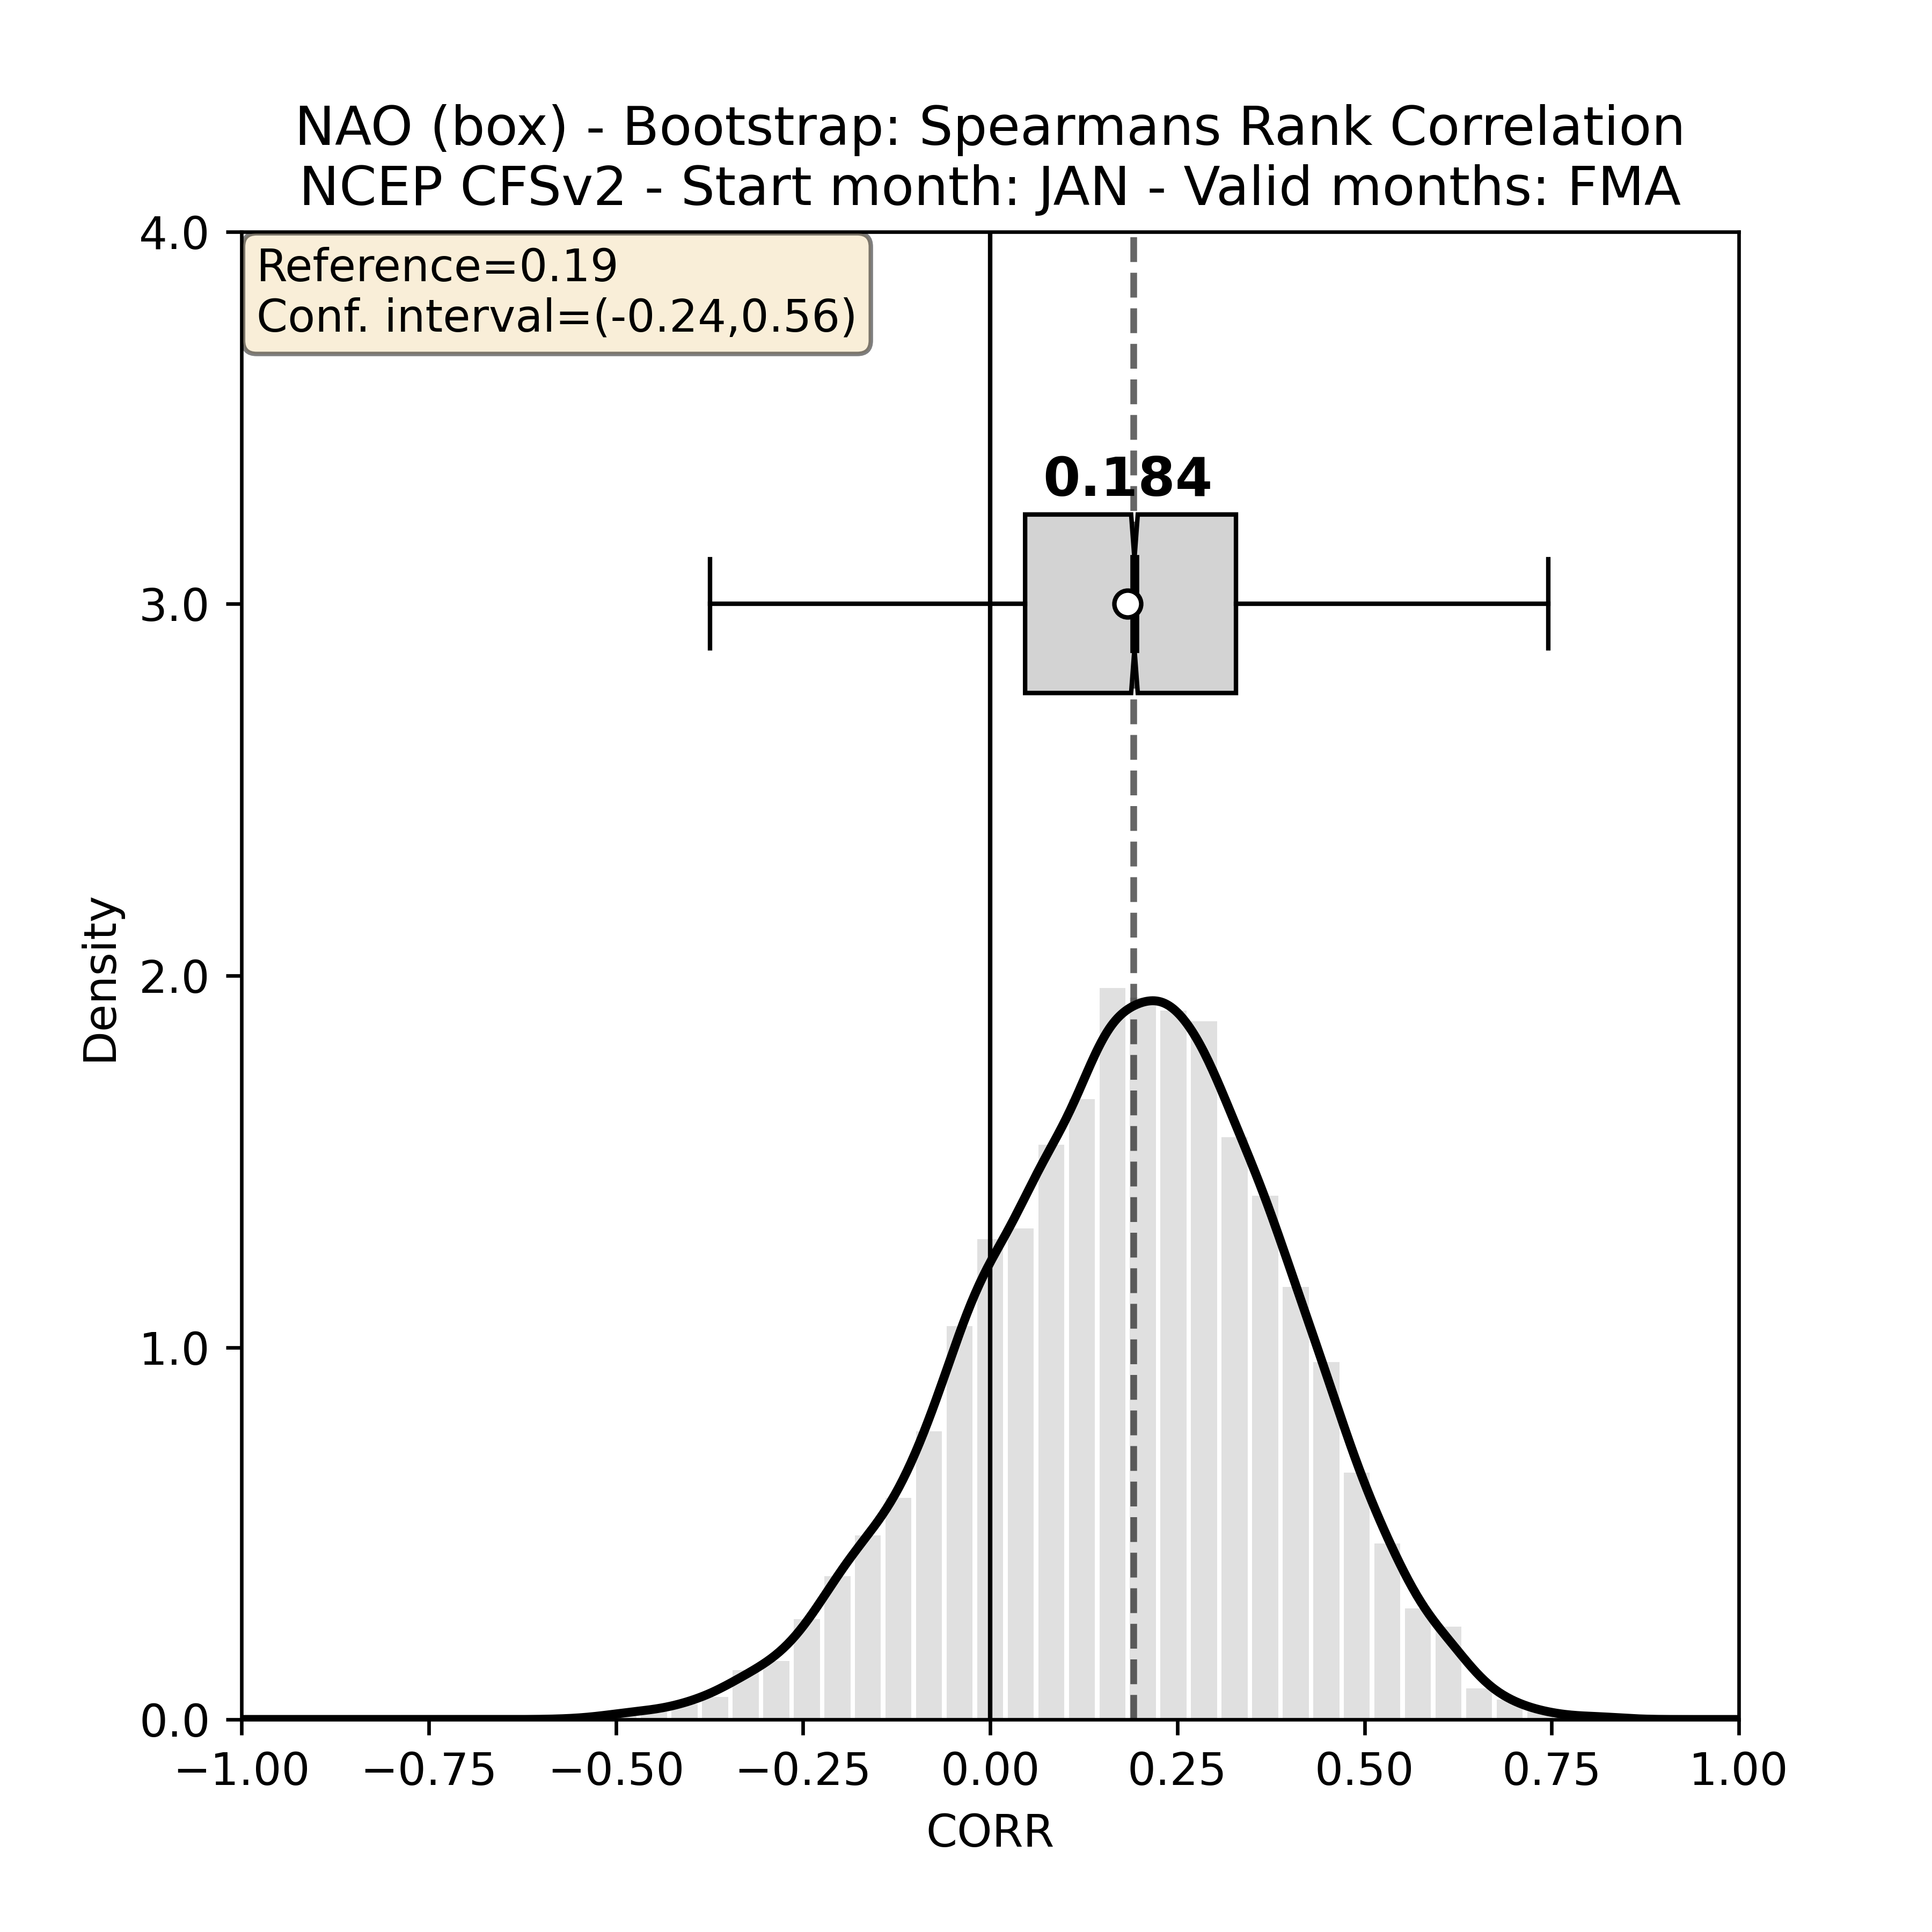 NAO (box) - Bootstrap: Spearmans Rank Correlation
NCEP CFSv2 - Start month: JAN - Valid months: FMA
4.0
Reference=0.19
Conf. interval=(-0.24,0.56)
0.184
3.0
Density
2.0
1.0
0.0
−1.00 −0.75 −0.50 −0.25 0.00 0.25 0.50 0.75 1.00
CORR